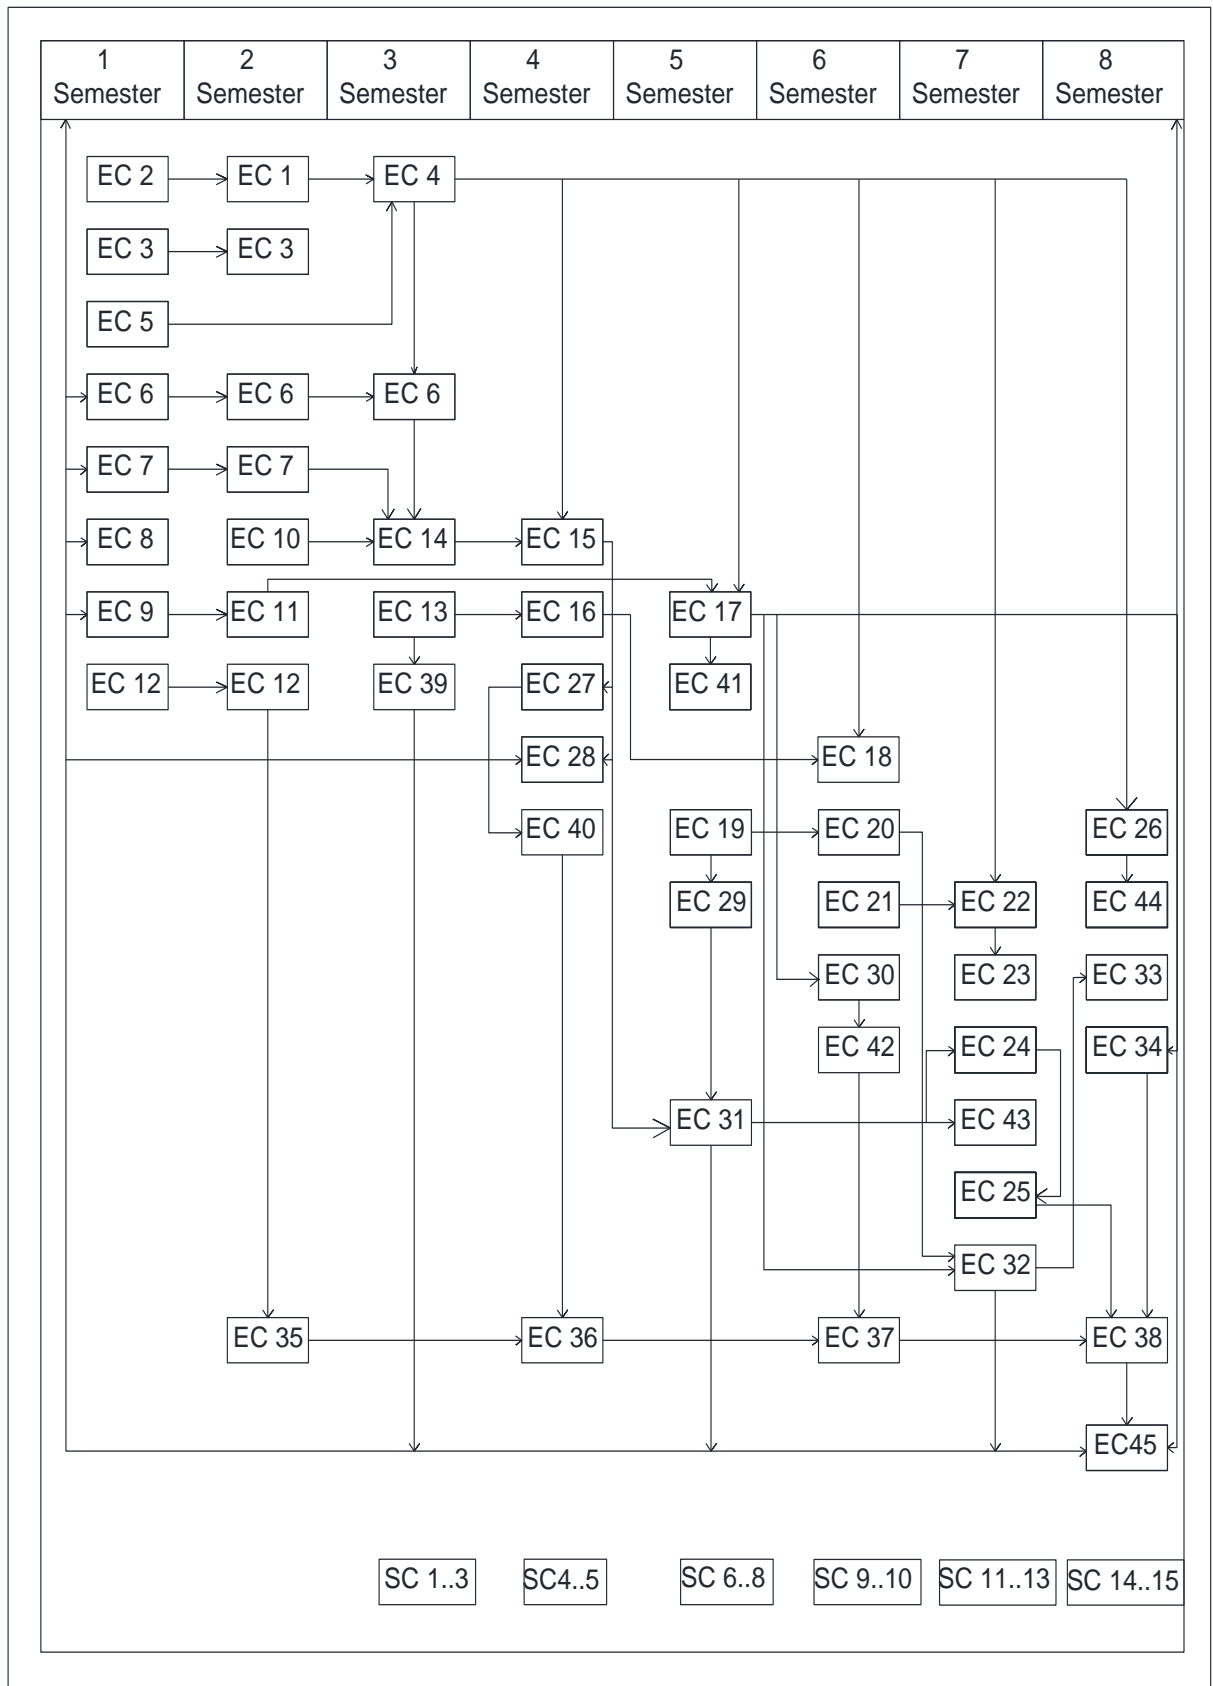 1 2 3 4 5 6 7 8
Semester Semester Semester Semester Semester Semester Semester Semester
EC 2 EC 1 EC 4
EC 3 EC 3
EC 5
EC 6 EC 6 EC 6
EC 7 EC 7
EC 8 EC 10 EC 14 EC 15
EC 9 EC 11 EC 13 EC 16 EC 17
EC 12 EC 12 EC 39 EC 27 EC 41
EC 28 EC 18
EC 40 EC 19 EC 20 EC 26
EC 29 EC 21 EC 22 EC 44
EC 30 EC 23 EC 33
EC 42 EC 24 EC 34
EC 31 EC 43
EC 25
EC 32
EC 35 EC 36 EC 37 EC 38
EC45
SC 1..3 SC4..5 SC 6..8 SC 9..10 SC 11..13 SC 14..15